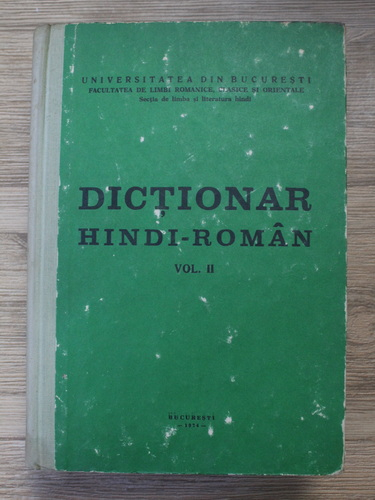 UNIVERSITATEA DIN BUCUREȘTI
FACULTATEA DE LIMBI ROMANICE, CLASICE ȘI ORIENTALE
Secția de limba și literatura hindi
DICȚIONAR
HINDI-ROMÂN
VOL. II
BUCUREȘTI
— 1974 —